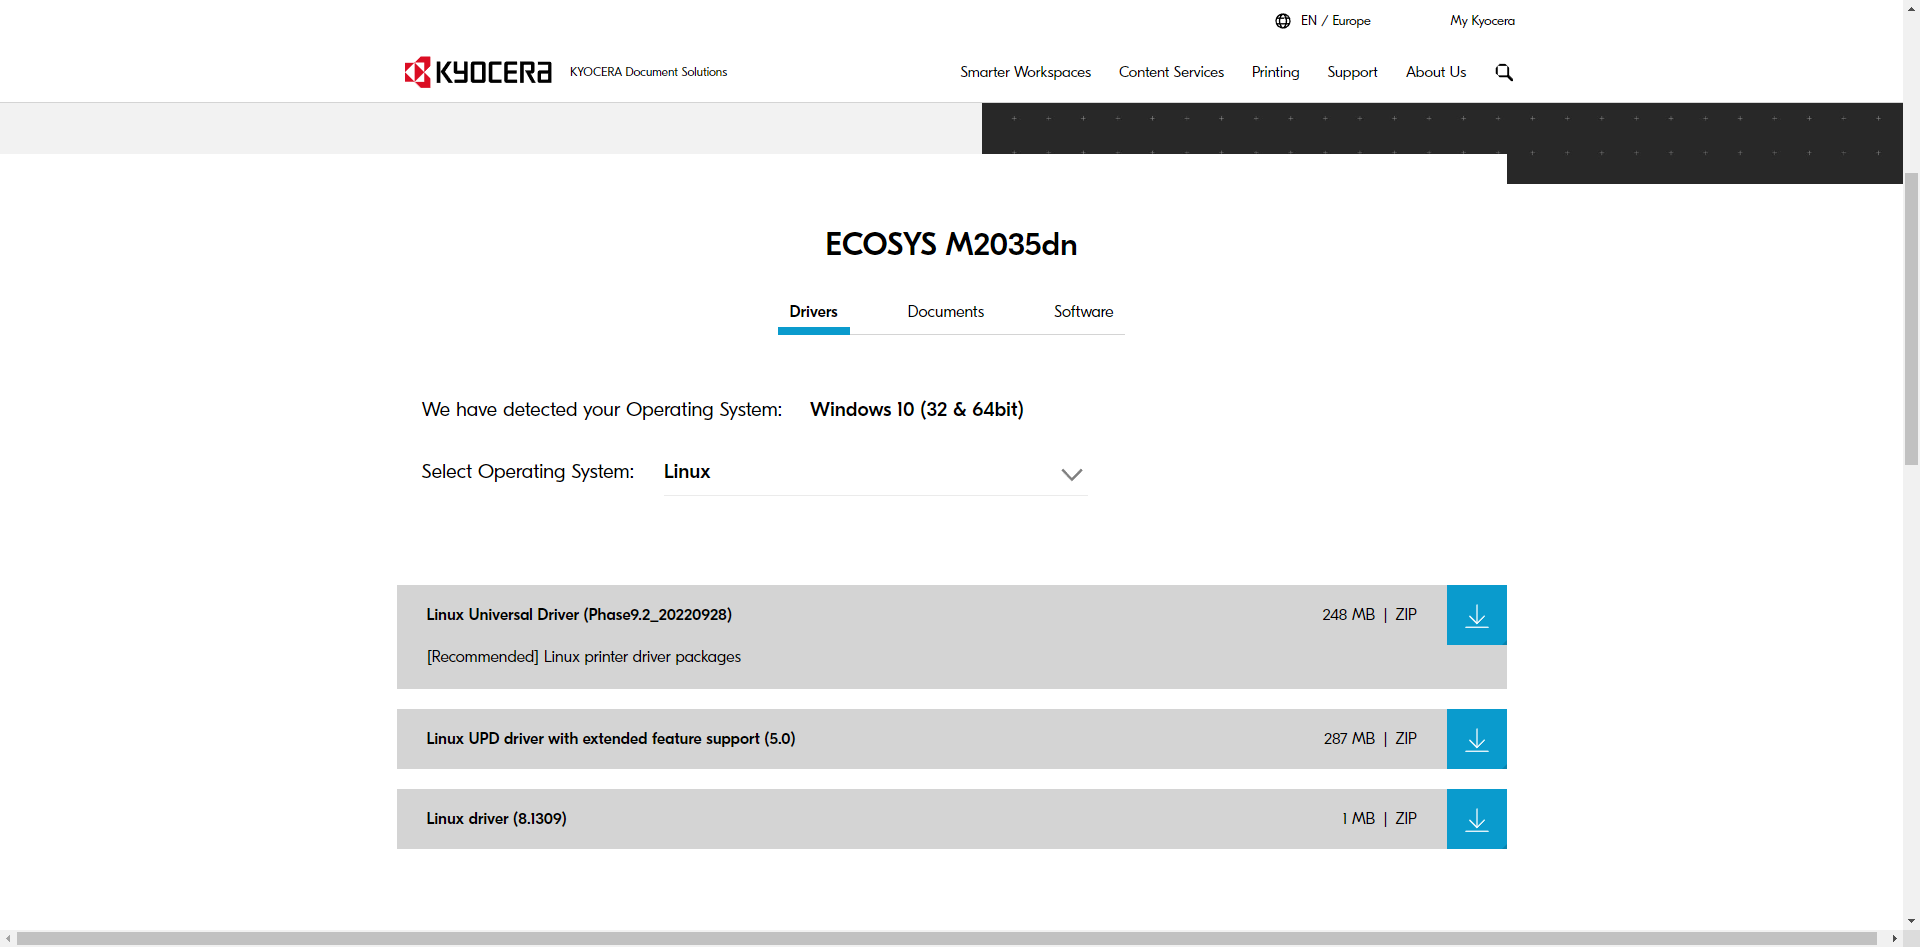 EN / Europe
My Kyocera
KYOCERA
KYOCERA Document Solutions
Smarter Workspaces
Content Services
Printing
Support
About Us
ECOSYS M2035dn
Drivers
Documents
Software
We have detected your Operating System: Windows 10 (32 & 64bit)
Select Operating System: Linux
Linux Universal Driver (Phase9.2_20220928)
248 MB | ZIP
[Recommended] Linux printer driver packages
Linux UPD driver with extended feature support (5.0)
287 MB | ZIP
Linux driver (8.1309)
1 MB | ZIP